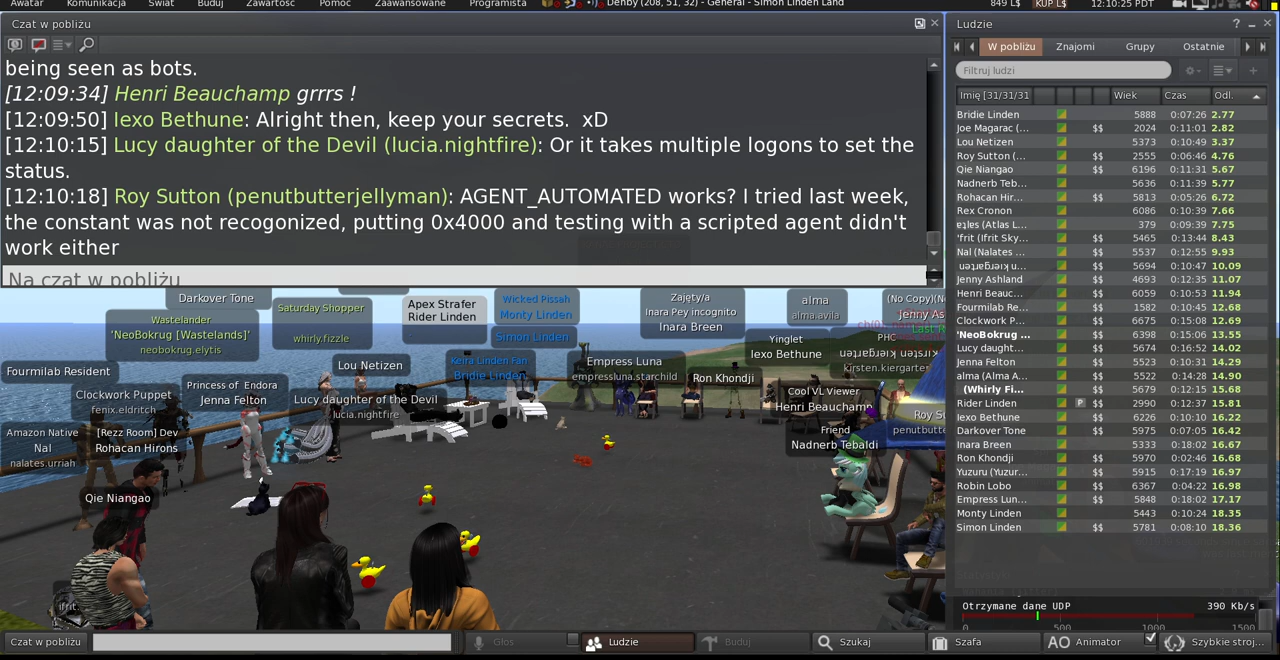 Awatar Komunikacja Świat Buduj Zawartość Pomoc Zaawansowane Programista Denby (208, 51, 32) - General - Simon Linden Land 849 L$ KUP L$ 12:10:25 PDT
Czat w pobliżu
being seen as bots.
[12:09:34] Henri Beauchamp grrrs !
[12:09:50] Iexo Bethune: Alright then, keep your secrets. xD
[12:10:15] Lucy daughter of the Devil (lucia.nightfire): Or it takes multiple logons to set the
status.
[12:10:18] Roy Sutton (penutbutterjellyman): AGENT_AUTOMATED works? I tried last week,
the constant was not recogonized, putting 0x4000 and testing with a scripted agent didn't
work either
Na czat w pobliżu
Darkover Tone
Saturday Shopper
whirly.fizzle
Apex Strafer
Rider Linden
Wicked Pissah
Monty Linden
Simon Linden
Zajęty/a
Inara Pey incognito
Inara Breen
alma
alma.avila
(No Copy)(No
Jenny As
Wastelander
'NeoBokrug [Wastelands]'
neobokrug.elytis
Keira Linden Fan
Bridie Linden
Yinglet
Iexo Bethune
PHC
kirsten.kiergarten
Fourmilab Resident
Lou Netizen
Empress Luna
empressluna.starchild
Ron Khondji
Clockwork Puppet
fenix.eldritch
Princess of Endora
Jenna Felton
Lucy daughter of the Devil
lucia.nightfire
Cool VL Viewer
Henri Beauchamp
Roy Su
penutbutte
Amazon Native
Nal
nalates.urriah
[Rezz Room] Dev
Rohacan Hirons
Friend
Nadnerb Tebaldi
Qie Niangao
ifrit.
Czat w pobliżu Głos Ludzie Buduj Szukaj Szafa AO Animator Szybkie stroj...
Ludzie
W pobliżu Znajomi Grupy Ostatnie
Filtruj ludzi
Imię [31/31/31 Wiek Czas Odl.
Bridie Linden 5888 0:07:26 2.77
Joe Magarac (... $$ 2024 0:11:01 2.82
Lou Netizen 5373 0:10:49 3.37
Roy Sutton (... $$ 2555 0:06:46 4.76
Qie Niangao $$ 6196 0:11:31 5.67
Nadnerb Teb... 5636 0:11:39 5.77
Rohacan Hir... $$ 5813 0:05:26 6.72
Rex Cronon 6086 0:10:39 7.66
(Atlas L... 379 0:09:39 7.75
'frit (Ifrit Sky... $$ 5465 0:13:44 8.43
Nal (Nalates ... $$ 5537 0:12:55 9.93
5694 0:10:47 10.09
Jenny Ashland $$ 4693 0:12:35 11.07
Henri Beauc... $$ 6059 0:10:53 11.94
Fourmilab Re... $$ 1582 0:10:45 12.68
Clockwork P... $$ 6675 0:15:08 12.69
'NeoBokrug ... $$ 6398 0:15:06 13.55
Lucy daught... $$ 5674 0:16:52 14.02
Jenna Felton $$ 5523 0:10:31 14.29
alma (alma A... $$ 5522 0:14:28 14.90
(Whirly Fi... $$ 5679 0:12:15 15.68
Rider Linden P $$ 2990 0:12:37 15.81
Iexo Bethune $$ 6226 0:10:10 16.22
Darkover Tone $$ 5975 0:07:05 16.42
Inara Breen 5333 0:18:02 16.67
Ron Khondji $$ 5970 0:02:46 16.68
Yuzuru (Yuzur... $$ 5915 0:17:19 16.97
Robin Lobo $$ 6367 0:04:22 16.98
Empress Lun... $$ 5848 0:18:02 17.17
Monty Linden 5443 0:10:24 18.35
Simon Linden $$ 5781 0:08:10 18.36
Otrzymane dane UDP 390 Kb/s
0 500 1000 1500